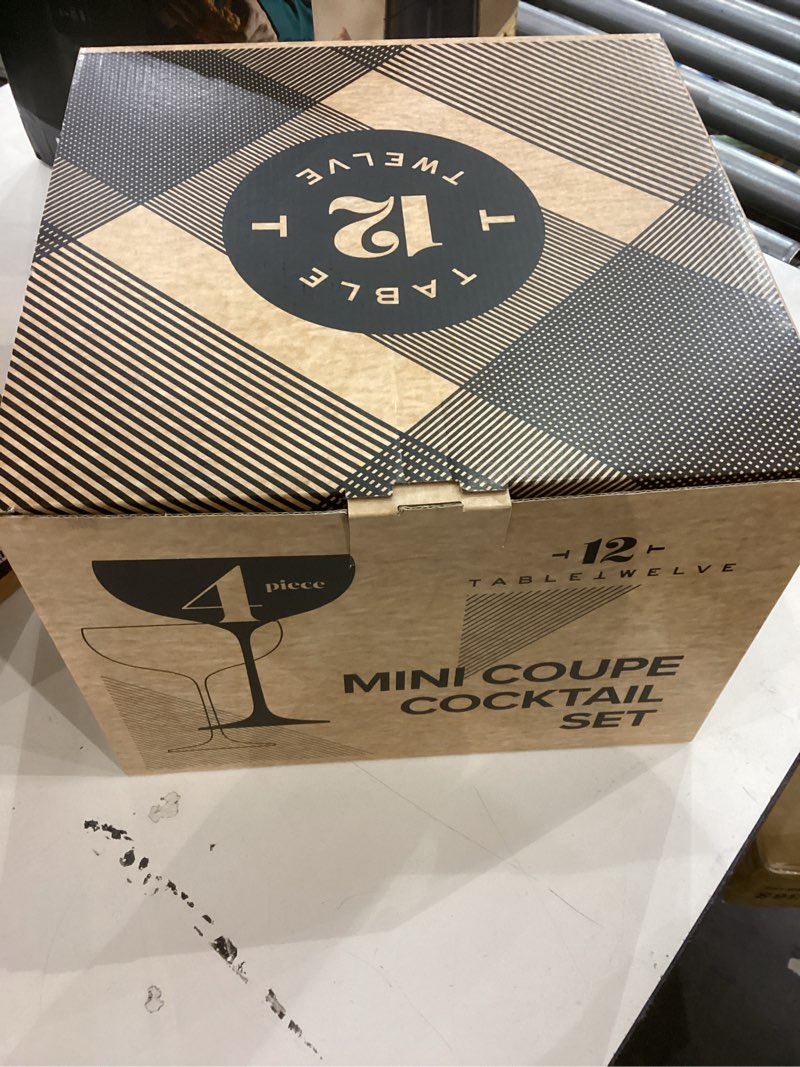 TABLE
T 12 T
TWELVE
4 piece
12
TABLETWELVE
MINI COUPE
COCKTAIL
SET